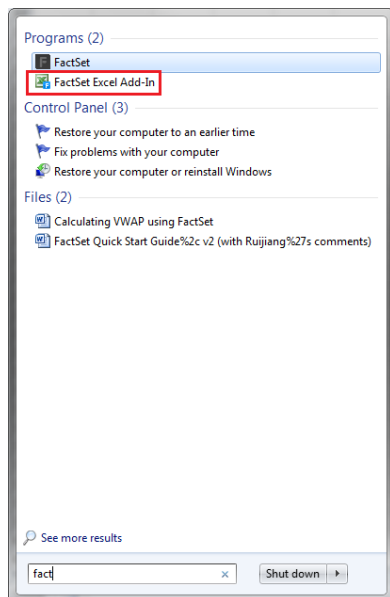 Programs (2)
FactSet
FactSet Excel Add-In
Control Panel (3)
Restore your computer to an earlier time
Fix problems with your computer
Restore your computer or reinstall Windows
Files (2)
Calculating VWAP using FactSet
FactSet Quick Start Guide%2c v2 (with Ruijiang%27s comments)
See more results
fact
Shut down